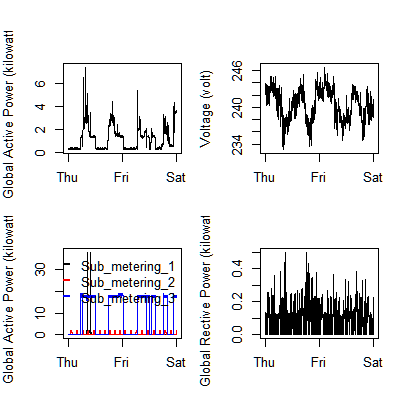 Global Active Power (kilowatt
6
4
2
0
Thu
Fri
Sat
Voltage (volt)
246
240
234
Thu
Fri
Sat
Global Active Power (kilowatt
30
10
0
Sub_metering_1
Sub_metering_2
Sub_metering_3
Thu
Fri
Sat
Global Rective Power (kilowat
0.4
0.2
0.0
Thu
Fri
Sat